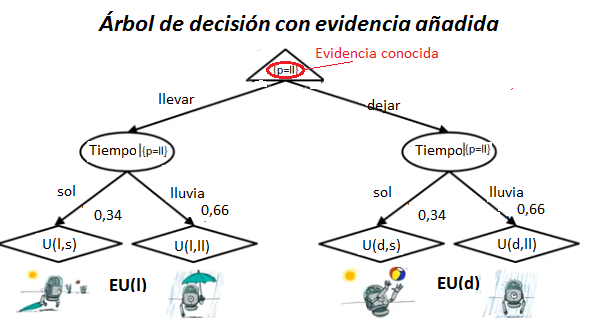 Árbol de decisión con evidencia añadida
Evidencia conocida
{p=ll}
llevar
dejar
Tiempo|{p=ll}
Tiempo|{p=ll}
sol
lluvia
sol
lluvia
0,34
0,66
0,34
0,66
U(l,s)
U(l,ll)
U(d,s)
U(d,ll)
EU(l)
EU(d)